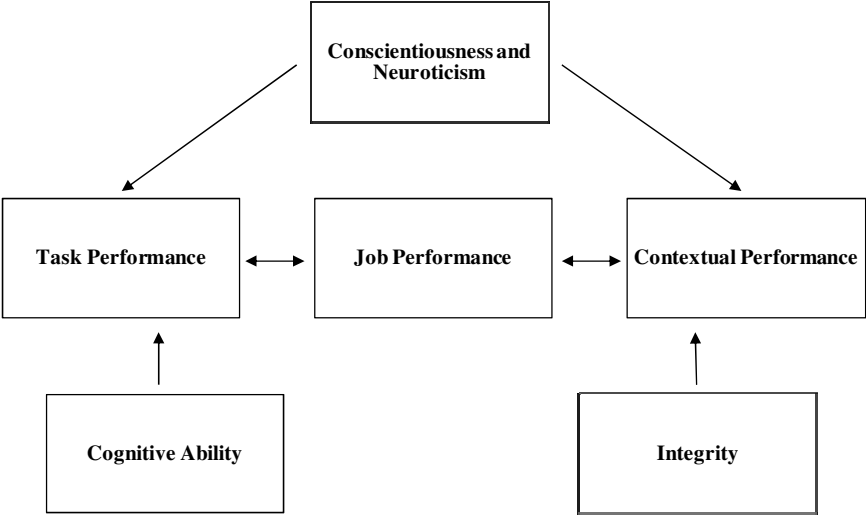 Conscientiousness and
Neuroticism
Task Performance
Job Performance
Contextual Performance
Cognitive Ability
Integrity